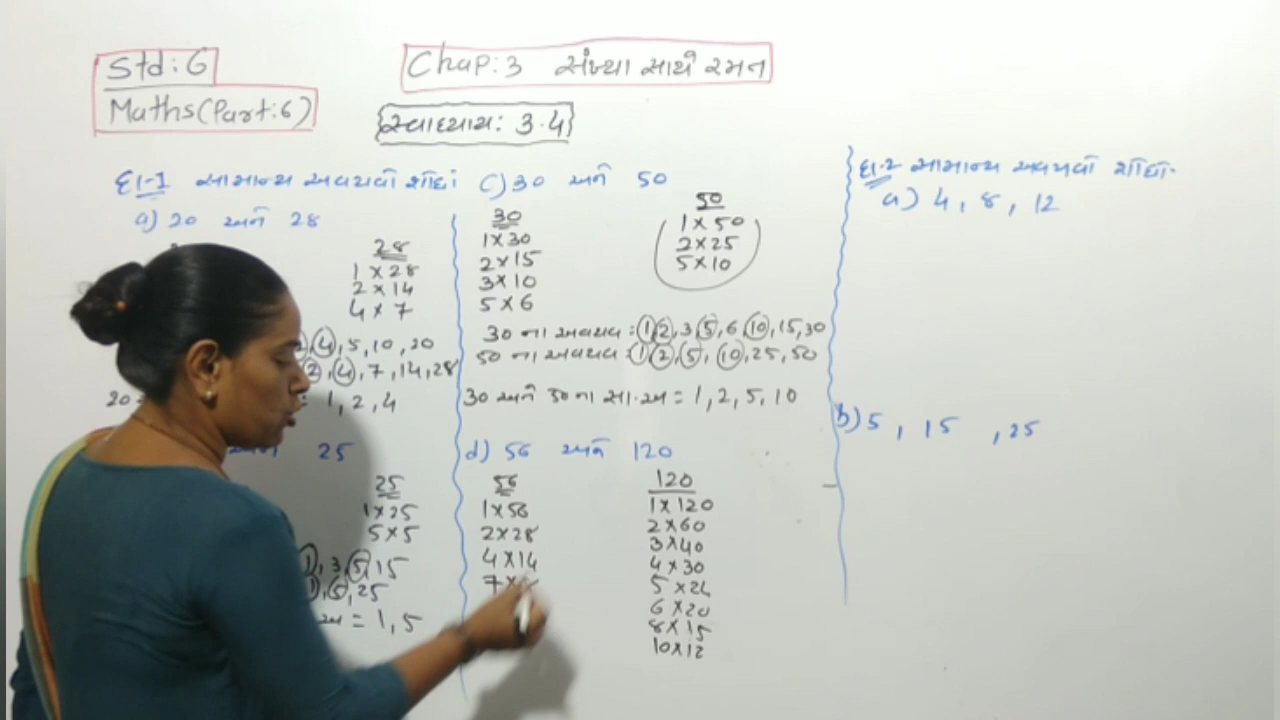 Std: 6
Maths(Part:6)
Chap: 3 સંખ્યા સાથે રમત
સ્વાધ્યાય: 3.4
દા-1 સામાન્ય અવયવો શોધો
a) 20 અને 28
28
1 × 28
2 × 14
4 × 7
(4), 5, 10, 20
(2), (4), 7, 14, 28
20
1, 2, 4
25
25
1×25
5×5
(1), 3, (5), 15
(1), (5), 25
= 1, 5
c) 30 અને 50
30
1×30
2×15
3×10
5×6
50
1×50
2×25
5×10
30 ના અવયવ : (1)(2), 3, (5), 6, (10), 15, 30
50 ના અવયવ : (1), (2), (5), (10), 25, 50
30 અને 50 ના સા.અ = 1, 2, 5, 10
d) 56 અને 120
56
1×56
2×28
4×14
7×
120
1×120
2×60
3×40
4×30
5×24
6×20
8×15
10×12
દા-2 સામાન્ય અવયવો શોધો.
a) 4, 8, 12
b) 5, 15, 25